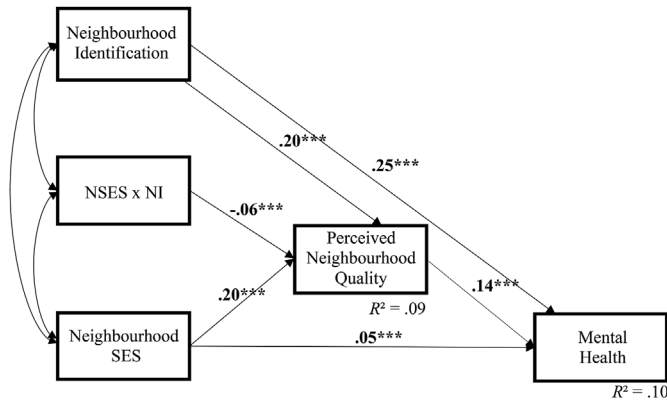 Neighbourhood
Identification
.20***
.25***
NSES x NI
-.06***
Perceived
Neighbourhood
Quality
.20***
.14***
R² = .09
Neighbourhood
SES
.05***
Mental
Health
R² = .10